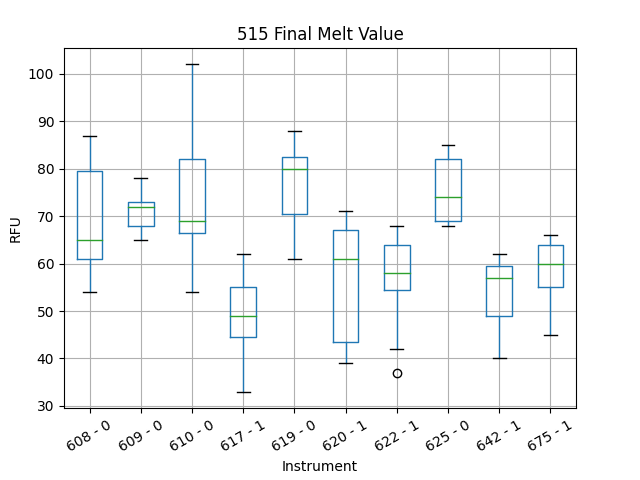 515 Final Melt Value
100
90
80
70
60
50
40
30
RFU
608 - 0
609 - 0
610 - 0
617 - 1
619 - 0
620 - 1
622 - 1
625 - 0
642 - 1
675 - 1
Instrument